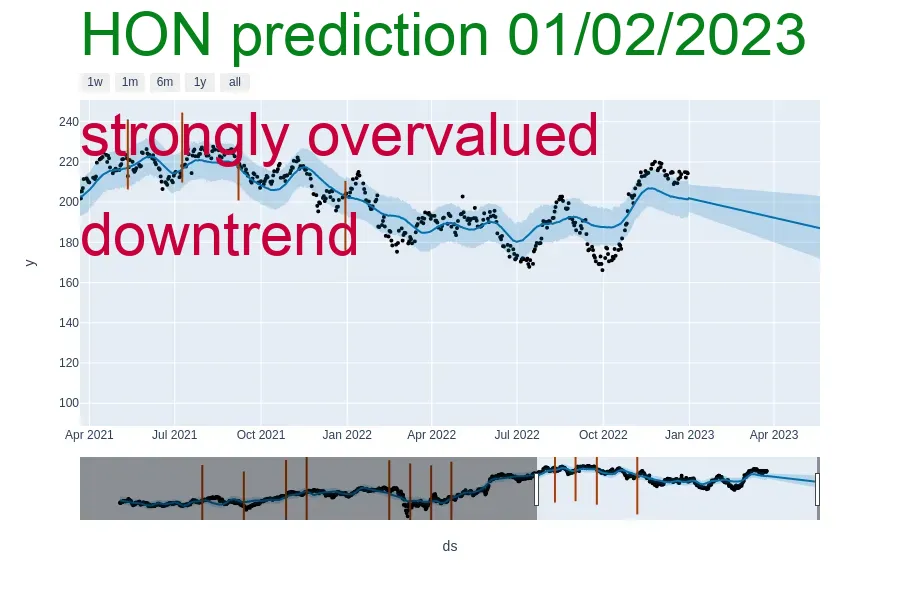 HON prediction 01/02/2023
1w 1m 6m 1y all
strongly overvalued
downtrend
240
220
200
180
160
140
120
100
y
Apr 2021 Jul 2021 Oct 2021 Jan 2022 Apr 2022 Jul 2022 Oct 2022 Jan 2023 Apr 2023
ds